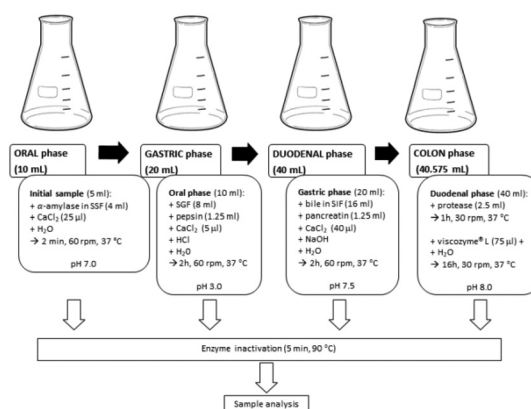 ORAL phase
(10 mL)
GASTRIC phase
(20 mL)
DUODENAL phase
(40 mL)
COLON phase
(40.575 mL)
Initial sample (5 ml):
+ α-amylase in SSF (4 ml)
+ CaCl2 (25 µl)
+ H2O
→ 2 min, 60 rpm, 37 °C
pH 7.0
Oral phase (10 ml):
+ SGF (8 ml)
+ pepsin (1.25 ml)
+ CaCl2 (5 µl)
+ HCl
+ H20
→ 2h, 60 rpm, 37 °C
pH 3.0
Gastric phase (20 ml):
+ bile in SIF (16 ml)
+ pancreatin (1.25 ml)
+ CaCl2 (40 µl)
+ NaOH
+ H2O
→ 2h, 60 rpm, 37 °C
pH 7.5
Duodenal phase (40 ml)
+ protease (2.5 ml)
→ 1h, 30 rpm, 37 °C
+ viscozyme® L (75 µl) +
+ H2O
→ 16h, 30 rpm, 37 °C
pH 8.0
Enzyme inactivation (5 min, 90 °C)
Sample analysis